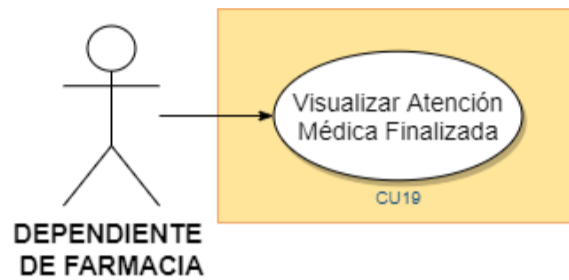 Visualizar Atención
Médica Finalizada
CU19
DEPENDIENTE
DE FARMACIA